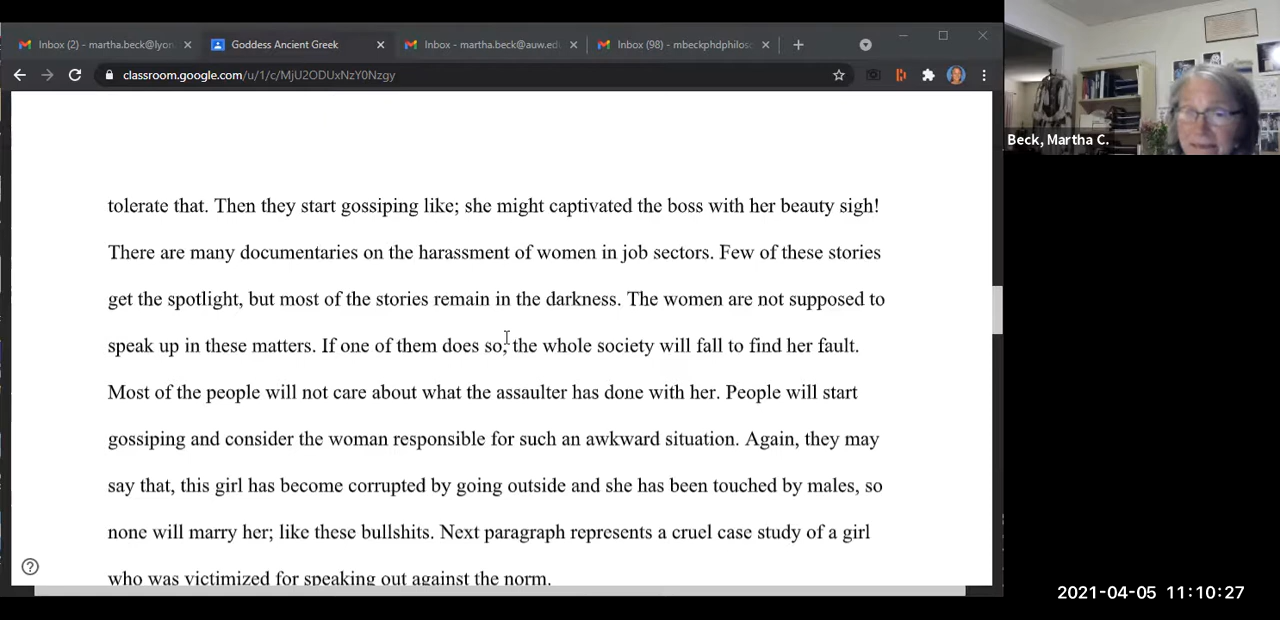 Inbox (2) - martha.beck@lyon
Goddess Ancient Greek
Inbox - martha.beck@auw.ed
Inbox (98) - mbeckphdphiloso
classroom.google.com/u/1/c/MjU2ODUxNzY0Nzgy
Beck, Martha C.
tolerate that. Then they start gossiping like; she might captivated the boss with her beauty sigh!
There are many documentaries on the harassment of women in job sectors. Few of these stories
get the spotlight, but most of the stories remain in the darkness. The women are not supposed to
speak up in these matters. If one of them does so, the whole society will fall to find her fault.
Most of the people will not care about what the assaulter has done with her. People will start
gossiping and consider the woman responsible for such an awkward situation. Again, they may
say that, this girl has become corrupted by going outside and she has been touched by males, so
none will marry her; like these bullshits. Next paragraph represents a cruel case study of a girl
who was victimized for speaking out against the norm.
2021-04-05 11:10:27